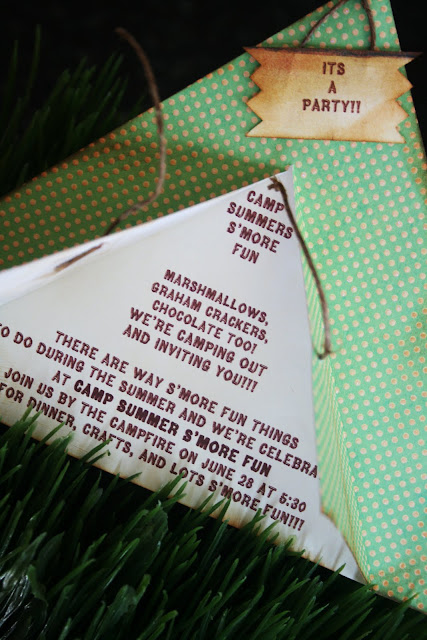 ITS
A
PARTY!!
CAMP
SUMMERS
S'MORE
FUN
MARSHMALLOWS,
GRAHAM CRACKERS,
CHOCOLATE TOO!
WE'RE CAMPING OUT
AND INVITING YOU!!!
THERE ARE WAY S'MORE FUN THINGS
TO DO DURING THE SUMMER AND WE'RE CELEBRA
AT CAMP SUMMER S'MORE FUN
JOIN US BY THE CAMPFIRE ON JUNE 28 AT 5:30
FOR DINNER, CRAFTS, AND LOTS S'MORE FUN!!!